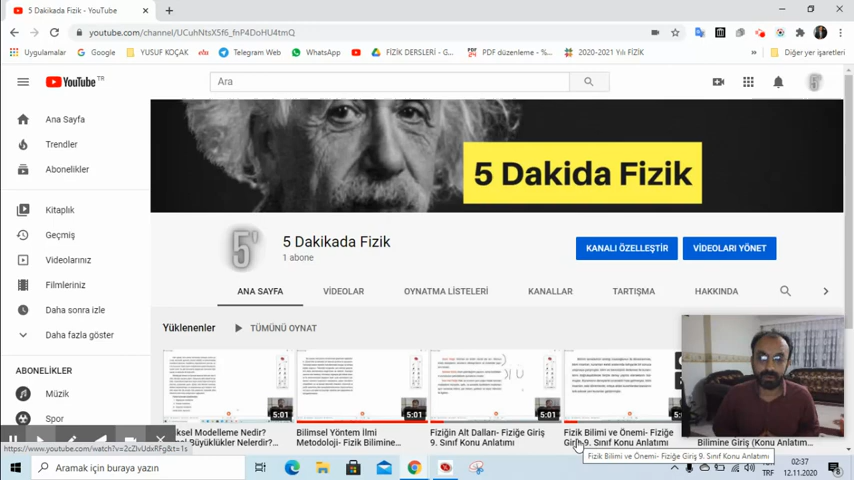 5 Dakikada Fizik - YouTube
youtube.com/channel/UCuhNtsX5f6_fnP4DoHU4tmQ
Uygulamalar
Google
YUSUF KOÇAK
eba
Telegram Web
WhatsApp
FİZİK DERSLERİ - G...
PDF düzenleme - %...
2020-2021 Yılı FİZİK
Diğer yer işaretleri
YouTube TR
Ara
5'
Ana Sayfa
Trendler
Abonelikler
Kitaplık
Geçmiş
Videolarınız
Filmleriniz
Daha sonra izle
Daha fazla göster
ABONELİKLER
Müzik
Spor
5 Dakida Fizik
5'
5 Dakikada Fizik
1 abone
KANALI ÖZELLEŞTİR
VİDEOLARI YÖNET
ANA SAYFA
VİDEOLAR
OYNATMA LİSTELERİ
KANALLAR
TARTIŞMA
HAKKINDA
Yüklenenler
TÜMÜNÜ OYNAT
5:01
5:01
5:01
5:0
Bilimsel Yöntem İlmi
Metodoloji- Fizik Bilimine...
Fiziğin Alt Dalları- Fiziğe Giriş
9. Sınıf Konu Anlatımı
Fizik Bilimi ve Önemi- Fiziğe
Giriş 9. Sınıf Konu Anlatımı
Bilimine Giriş (Konu Anlatım...
Fizik Bilimi ve Önemi- Fiziğe Giriş 9. Sınıf Konu Anlatımı
https://www.youtube.com/watch?v=2cZlvUdxRFg&t=1s
Aramak için buraya yazın
02:37
12.11.2020